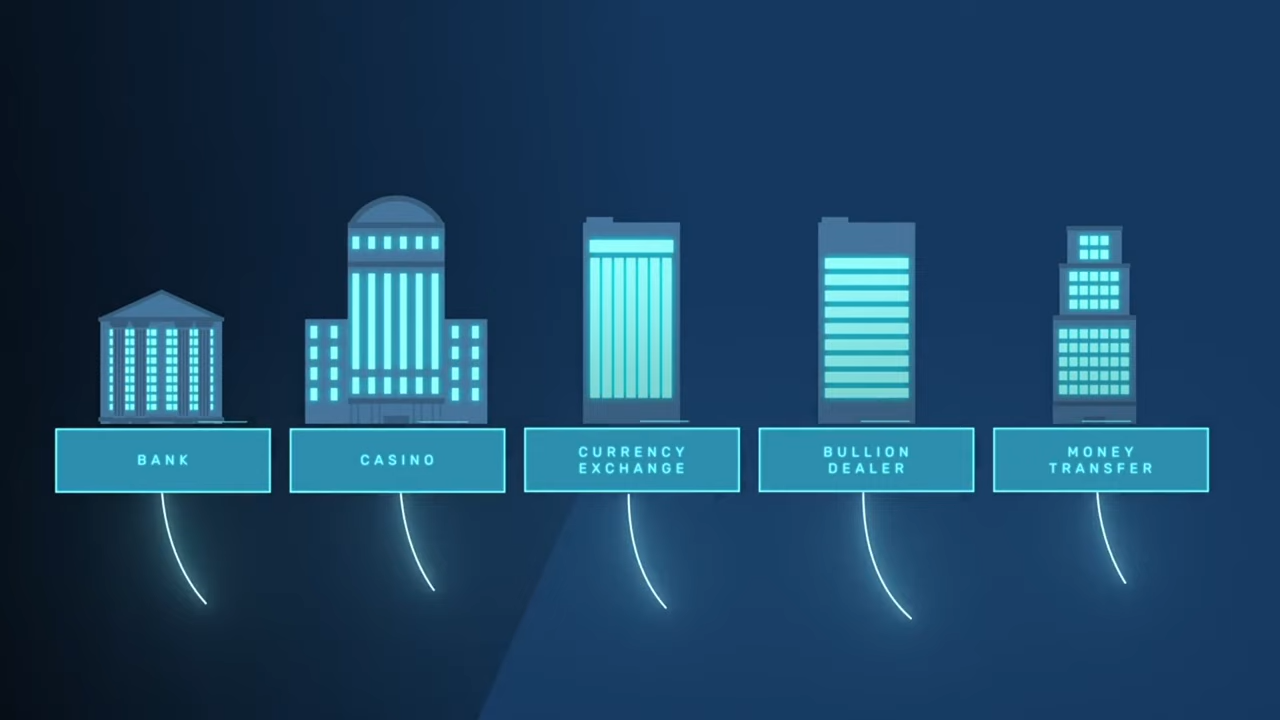 BANK
CASINO
CURRENCY
EXCHANGE
BULLION
DEALER
MONEY
TRANSFER